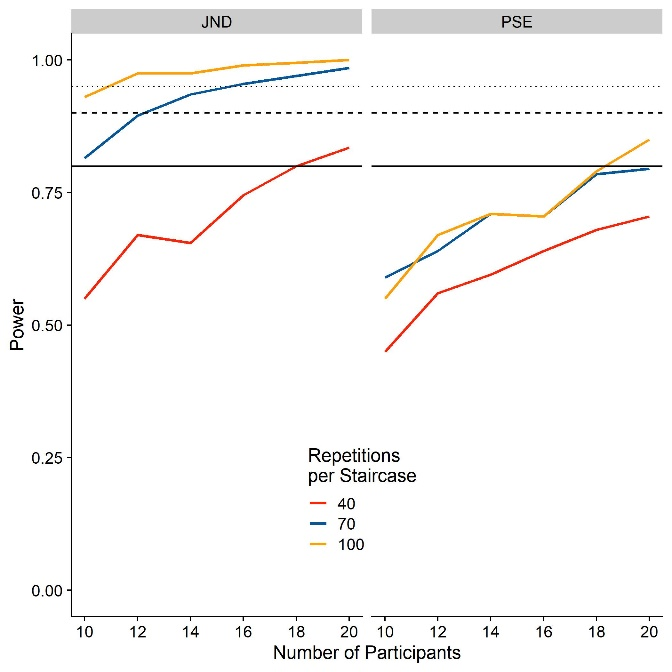 JND PSE
1.00
0.75
0.50
0.25
0.00
Power
Repetitions
per Staircase
40
70
100
10 12 14 16 18 20 10 12 14 16 18 20
Number of Participants